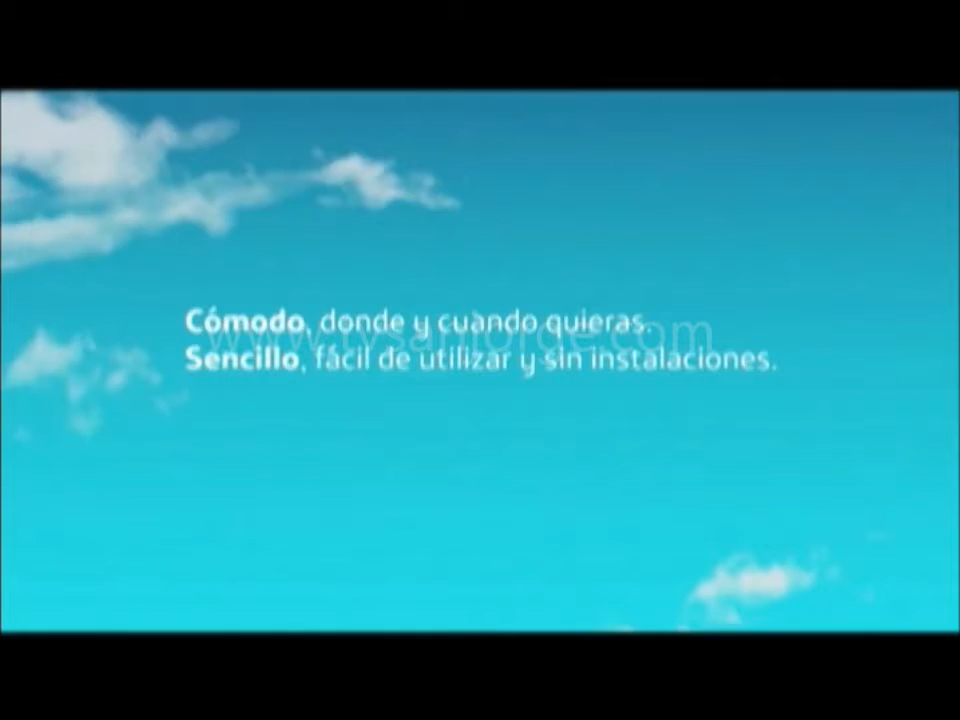 Cómodo, donde y cuando quieras.
Sencillo, fácil de utilizar y sin instalaciones.